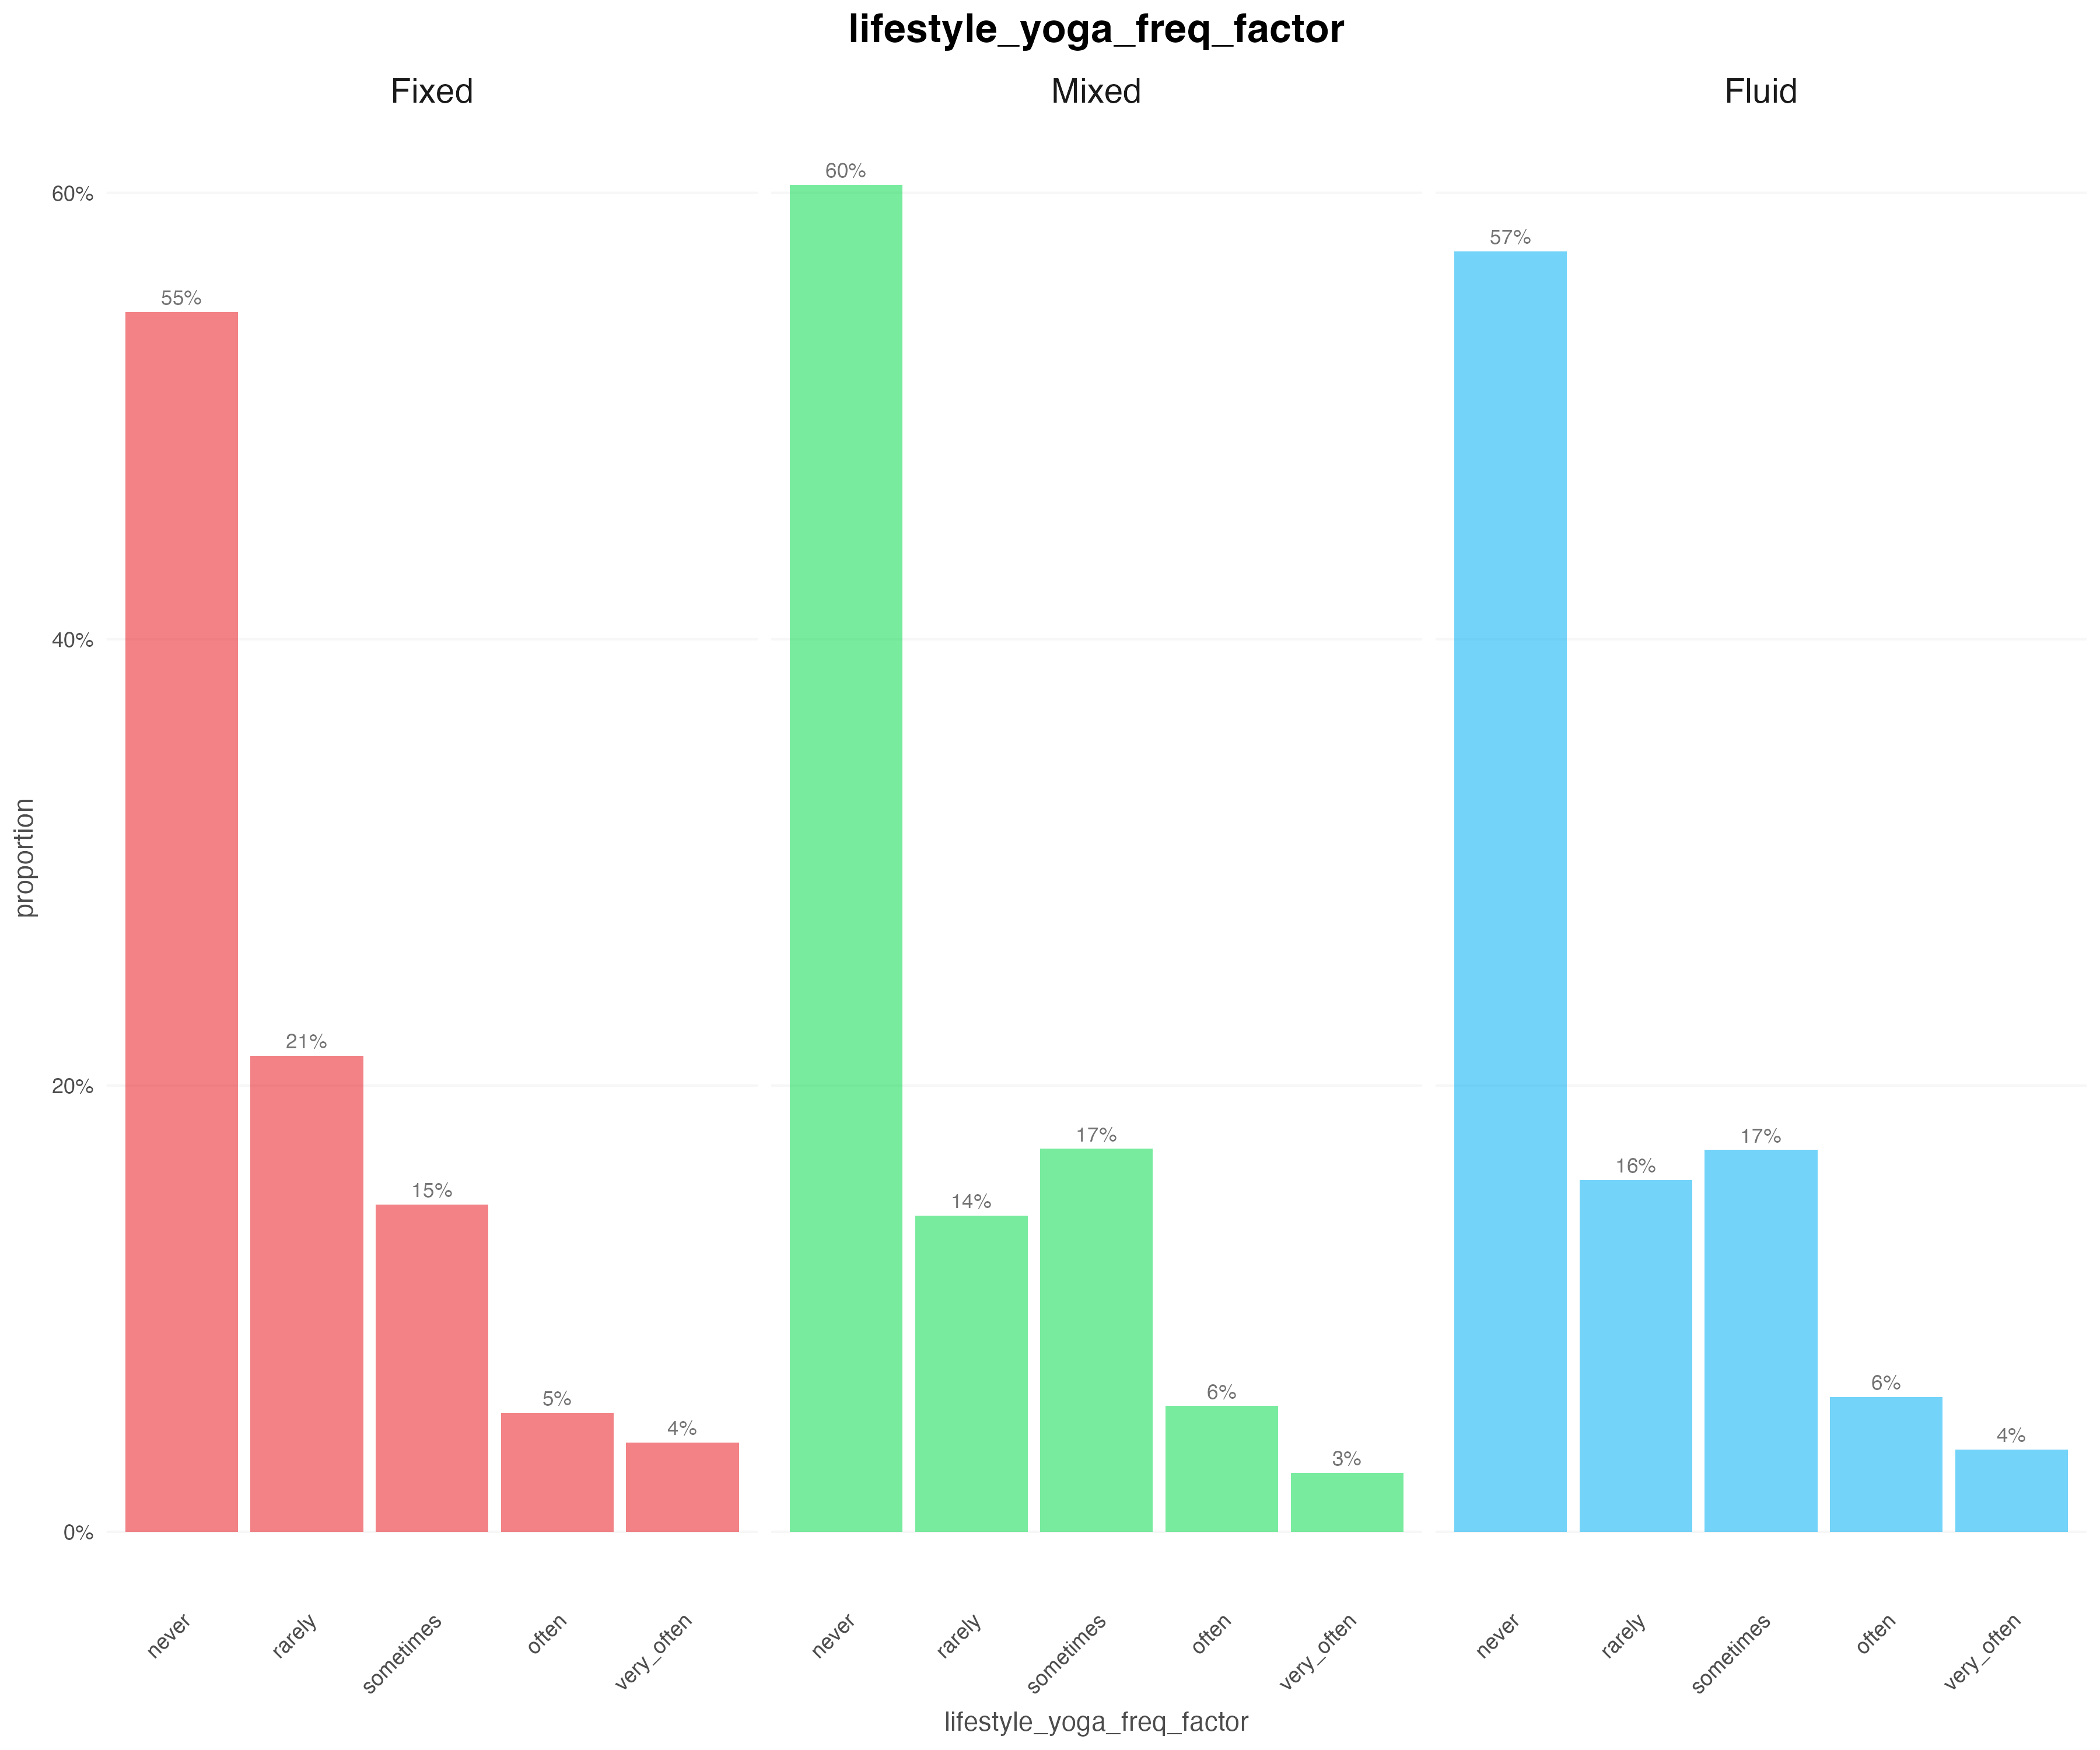 lifestyle_yoga_freq_factor
Fixed
Mixed
Fluid
proportion
60%
40%
20%
0%
55%
21%
15%
5%
4%
60%
14%
17%
6%
3%
57%
16%
17%
6%
4%
never
rarely
sometimes
often
very_often
never
rarely
sometimes
often
very_often
never
rarely
sometimes
often
very_often
lifestyle_yoga_freq_factor